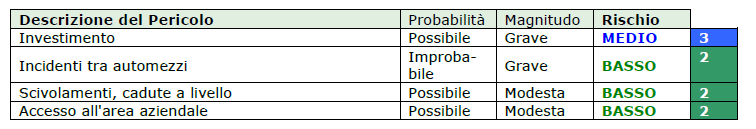 Descrizione del Pericolo Probabilità Magnitudo Rischio
Investimento Possibile Grave MEDIO 3
Incidenti tra automezzi Improba-
bile Grave BASSO 2
Scivolamenti, cadute a livello Possibile Modesta BASSO 2
Accesso all'area aziendale Possibile Modesta BASSO 2